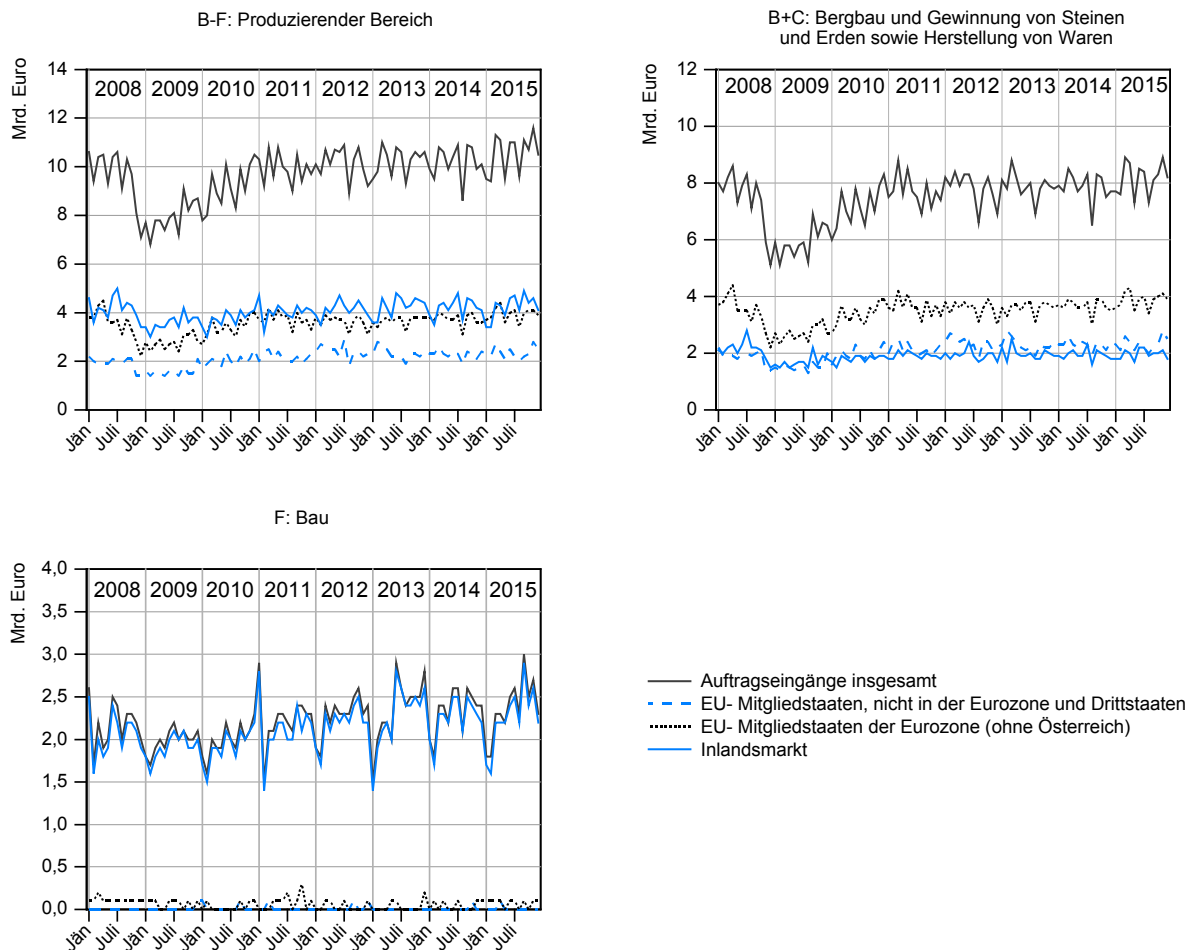 B-F: Produzierender Bereich
Mrd. Euro
14
12
10
8
6
4
2
0
2008 2009 2010 2011 2012 2013 2014 2015
Jän Juli Jän Juli Jän Juli Jän Juli Jän Juli Jän Juli Jän Juli Jän Juli
B+C: Bergbau und Gewinnung von Steinen
und Erden sowie Herstellung von Waren
Mrd. Euro
12
10
8
6
4
2
0
2008 2009 2010 2011 2012 2013 2014 2015
Jän Juli Jän Juli Jän Juli Jän Juli Jän Juli Jän Juli Jän Juli Jän Juli
F: Bau
Mrd. Euro
4,0
3,5
3,0
2,5
2,0
1,5
1,0
0,5
0,0
2008 2009 2010 2011 2012 2013 2014 2015
Jän Juli Jän Juli Jän Juli Jän Juli Jän Juli Jän Juli Jän Juli Jän Juli
Auftragseingänge insgesamt
EU- Mitgliedstaaten, nicht in der Eurozone und Drittstaaten
EU- Mitgliedstaaten der Eurozone (ohne Österreich)
Inlandsmarkt